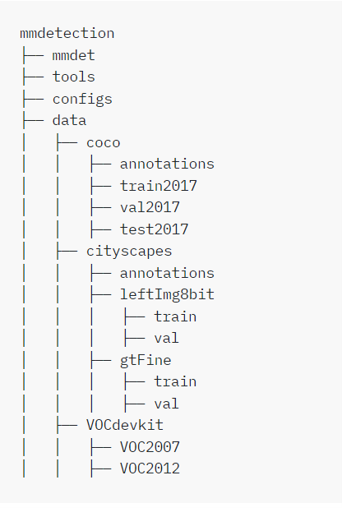 mmdetection
├── mmdet
├── tools
├── configs
├── data
│   ├── coco
│   │   ├── annotations
│   │   ├── train2017
│   │   ├── val2017
│   │   ├── test2017
│   ├── cityscapes
│   │   ├── annotations
│   │   ├── leftImg8bit
│   │   │   ├── train
│   │   │   ├── val
│   │   ├── gtFine
│   │   │   ├── train
│   │   │   ├── val
│   ├── VOCdevkit
│   │   ├── VOC2007
│   │   ├── VOC2012